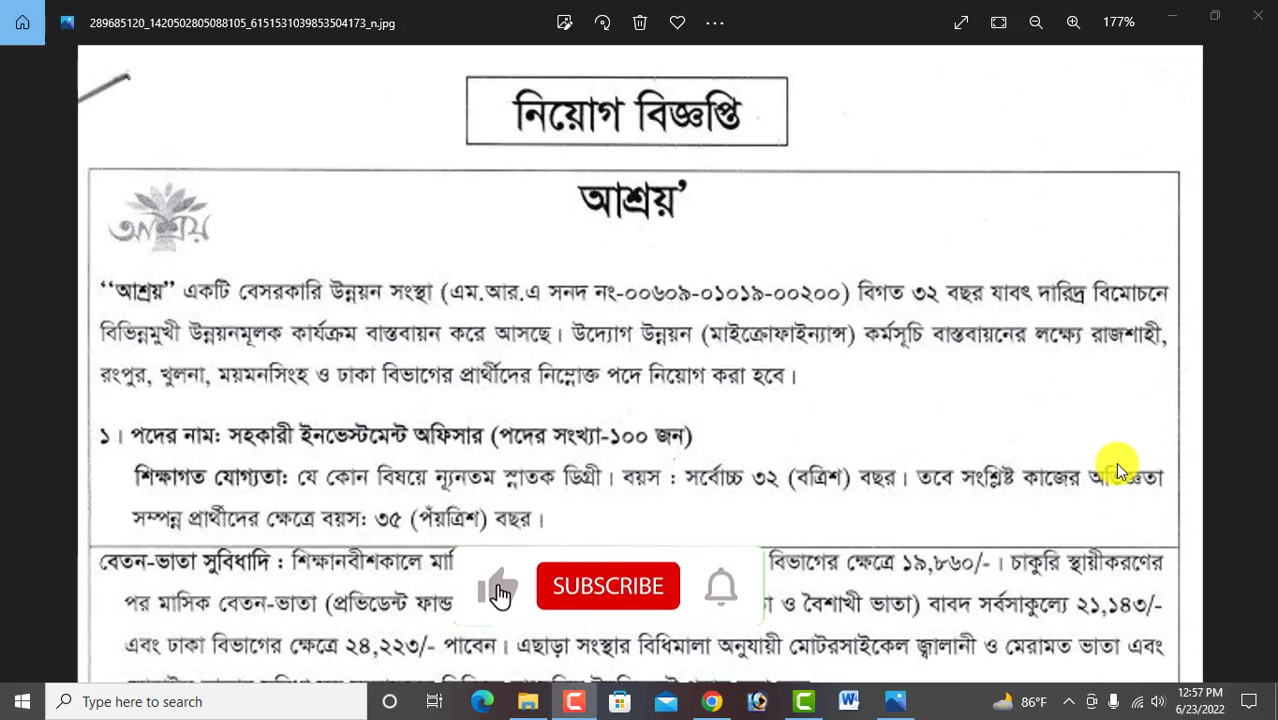 289685120_1420502805088105_6151531039853504173_n.jpg
177%
নিয়োগ বিজ্ঞপ্তি
আশ্রয়’
আশ্রয়
‘‘আশ্রয়” একটি বেসরকারি উন্নয়ন সংস্থা (এম.আর.এ সনদ নং-০০৬০৯-০১০১৯-০০২০০) বিগত ৩২ বছর যাবৎ দারিদ্র বিমোচনে
বিভিন্নমুখী উন্নয়নমূলক কার্যক্রম বাস্তবায়ন করে আসছে। উদ্যোগ উন্নয়ন (মাইক্রোফাইন্যান্স) কর্মসূচি বাস্তবায়নের লক্ষ্যে রাজশাহী,
রংপুর, খুলনা, ময়মনসিংহ ও ঢাকা বিভাগের প্রার্থীদের নিম্নোক্ত পদে নিয়োগ করা হবে।
১। পদের নাম: সহকারী ইনভেস্টমেন্ট অফিসার (পদের সংখ্যা-১০০ জন)
শিক্ষাগত যোগ্যতা: যে কোন বিষয়ে ন্যূনতম স্নাতক ডিগ্রী। বয়স : সর্বোচ্চ ৩২ (বত্রিশ) বছর। তবে সংশ্লিষ্ট কাজের অভিজ্ঞতা
সম্পন্ন প্রার্থীদের ক্ষেত্রে বয়স: ৩৫ (পঁয়ত্রিশ) বছর।
বেতন-ভাতা সুবিধাদি : শিক্ষানবীশকালে বিভাগের ক্ষেত্রে ১৯,৮৬০/-। চাকুরি স্থায়ীকরণের
SUBSCRIBE
পর মাসিক বেতন-ভাতা (প্রভিডেন্ট ফান্ড ও বৈশাখী ভাতা) বাবদ সর্বসাকুল্যে ২১,১৪৩/-
এবং ঢাকা বিভাগের ক্ষেত্রে ২৪,২২৩/- পাবেন। এছাড়া সংস্থার বিধিমালা অনুযায়ী মোটরসাইকেল জ্বালানী ও মেরামত ভাতা এবং
Type here to search
86°F
12:57 PM
6/23/2022